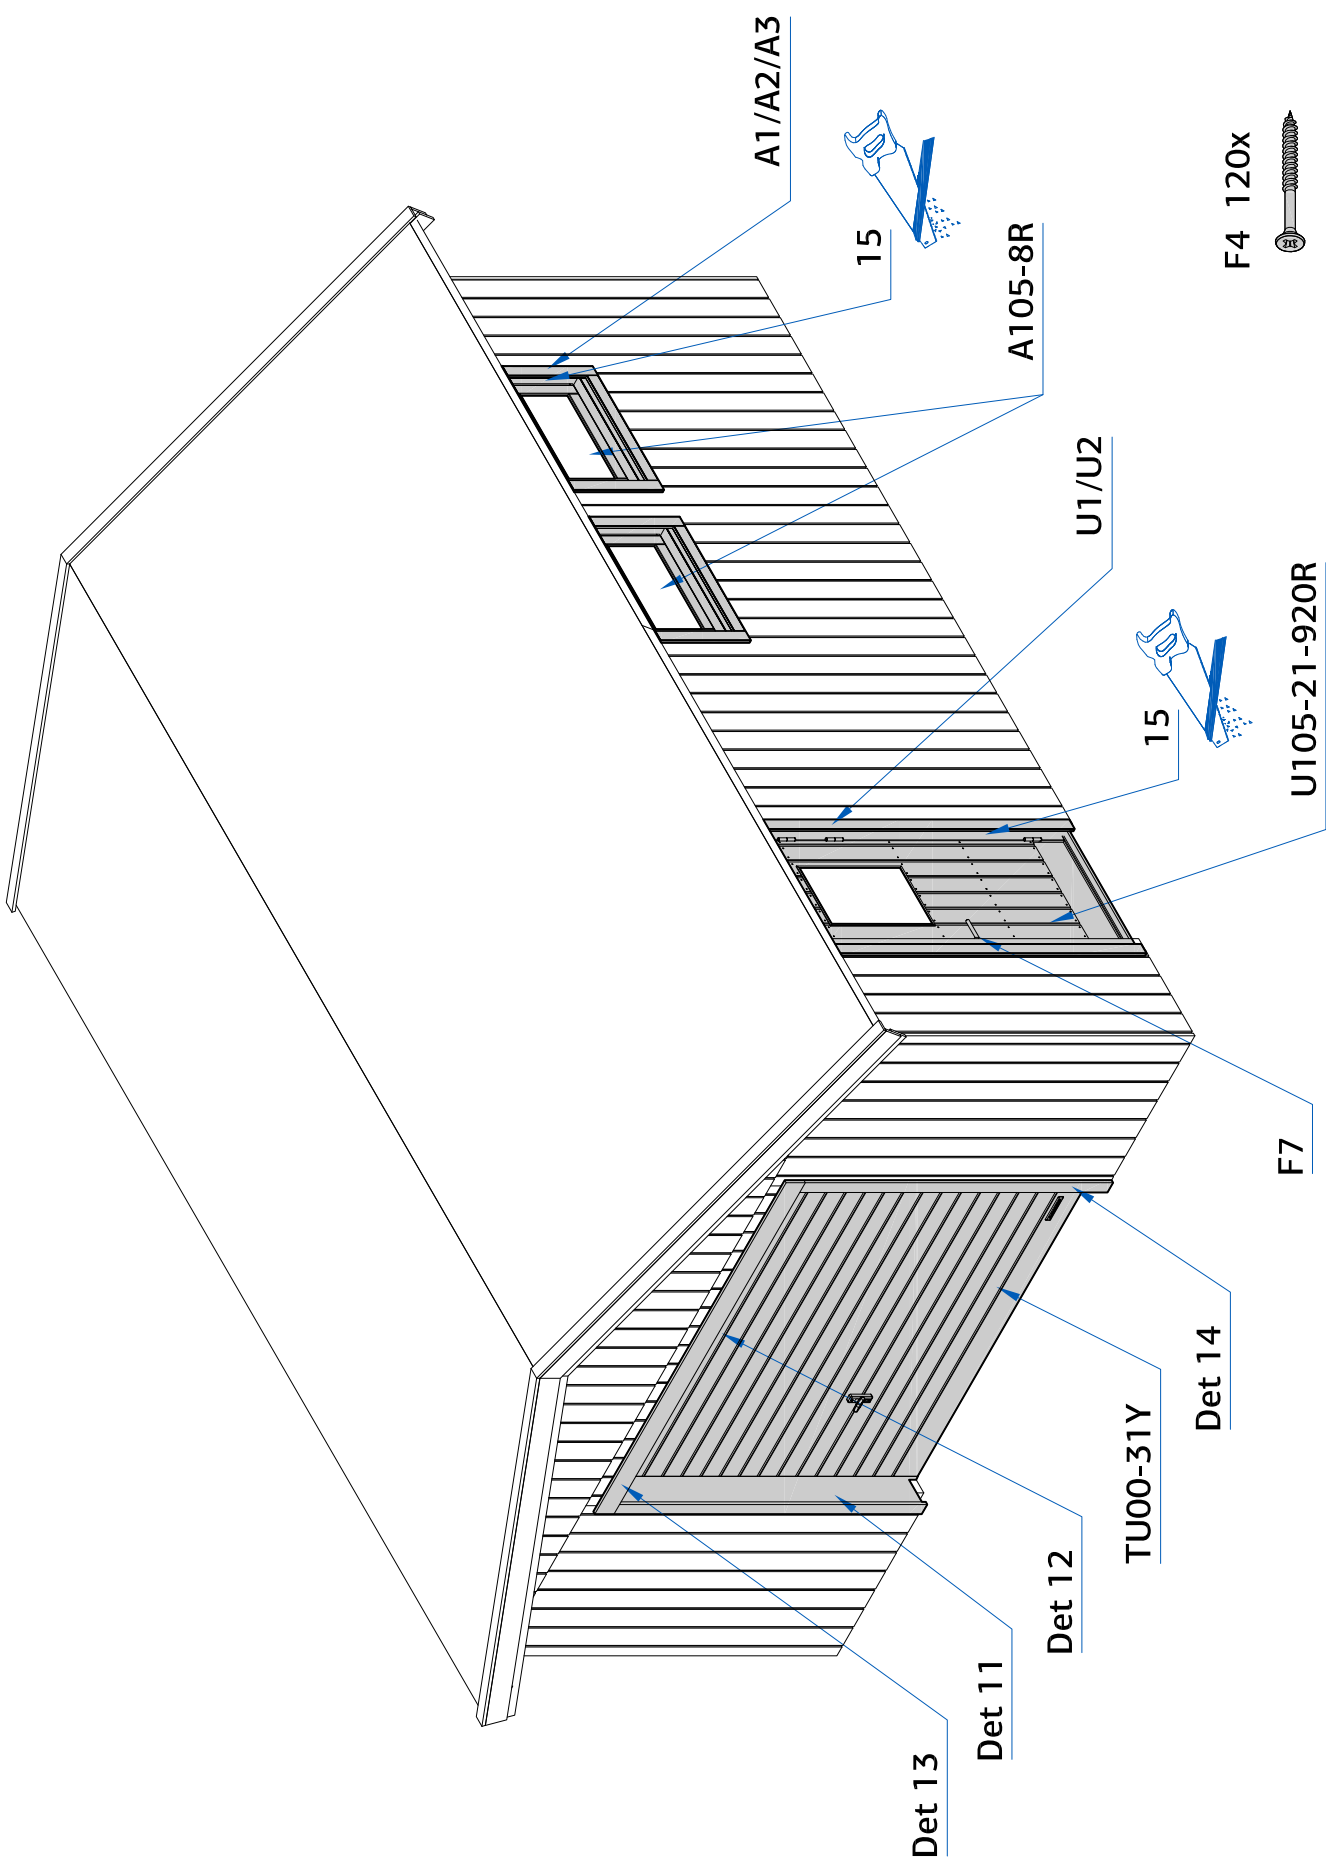 A1/A2/A3
15
A105-8R
F4 120x
U1/U2
15
U105-21-920R
F7
Det 14
TU00-31Y
Det 12
Det 11
Det 13